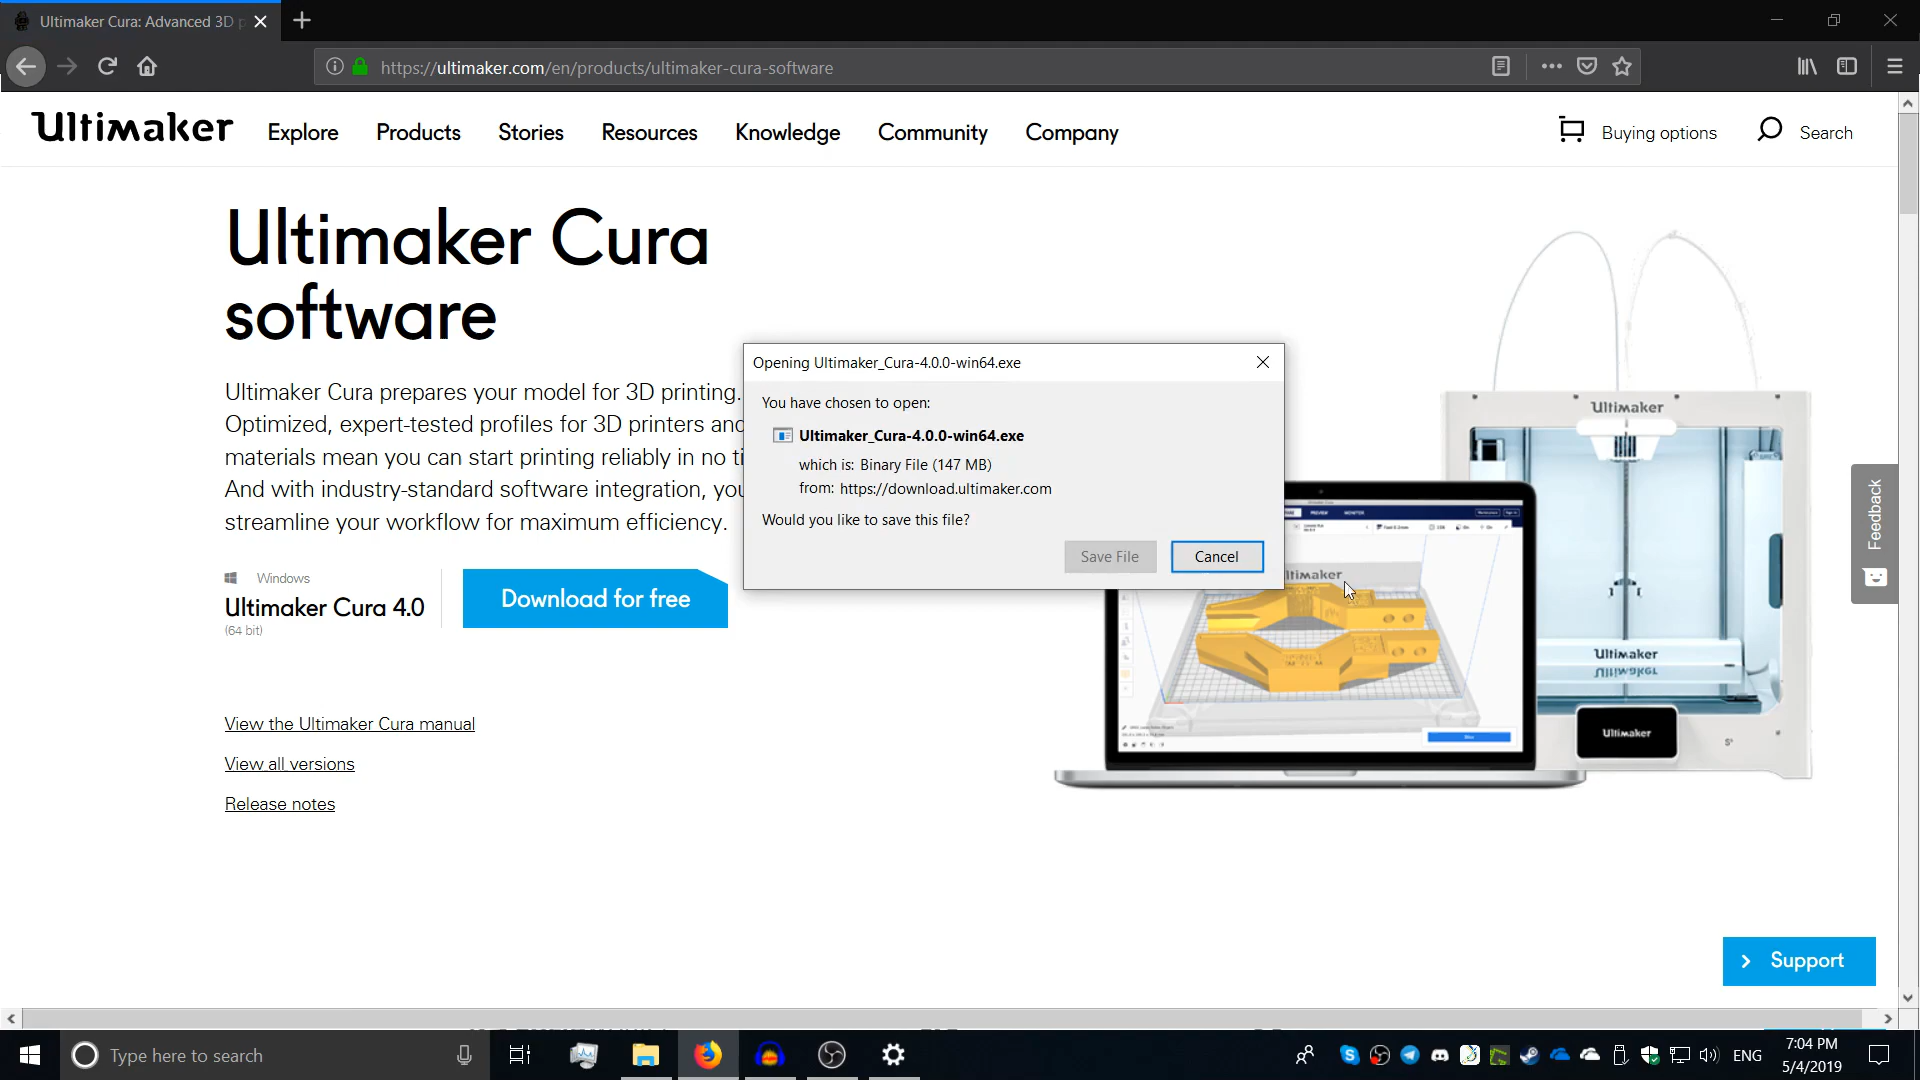 Ultimaker Cura: Advanced 3D p
https://ultimaker.com/en/products/ultimaker-cura-software
Ultimaker
Explore
Products
Stories
Resources
Knowledge
Community
Company
Buying options
Search
Ultimaker Cura
software
Ultimaker Cura prepares your model for 3D printing.
Optimized, expert-tested profiles for 3D printers and
materials mean you can start printing reliably in no ti
And with industry-standard software integration, you
streamline your workflow for maximum efficiency.
Windows
Ultimaker Cura 4.0
(64 bit)
Download for free
View the Ultimaker Cura manual
View all versions
Release notes
Opening Ultimaker_Cura-4.0.0-win64.exe
You have chosen to open:
Ultimaker_Cura-4.0.0-win64.exe
which is: Binary File (147 MB)
from: https://download.ultimaker.com
Would you like to save this file?
Save File
Cancel
Ultimaker
PREVIEW
MONITOR
ltimaker
Ultimaker
Ultimaker
Feedback
Support
Type here to search
ENG
7:04 PM
5/4/2019